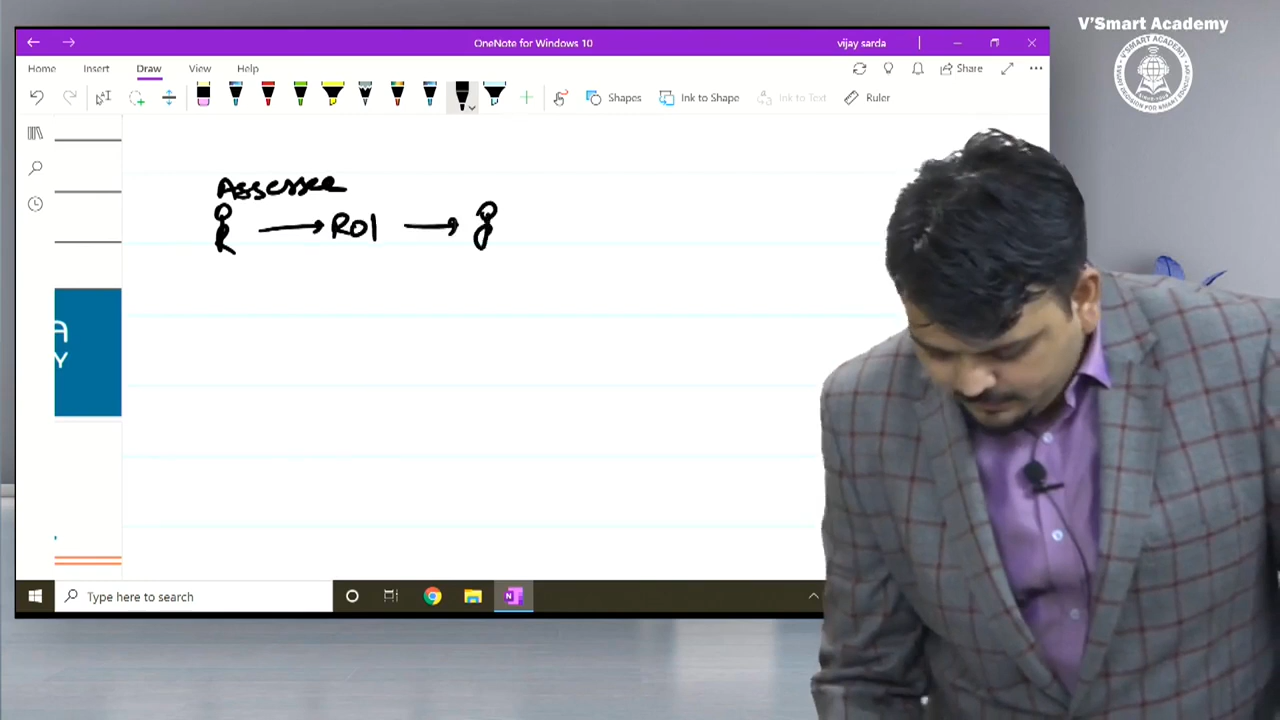 V'Smart Academy
OneNote for Windows 10
vijay sarda
Home Insert Draw View Help
Share
Shapes
Ink to Shape
Ink to Text
Ruler
Assessee
ROI
A
Y
Type here to search